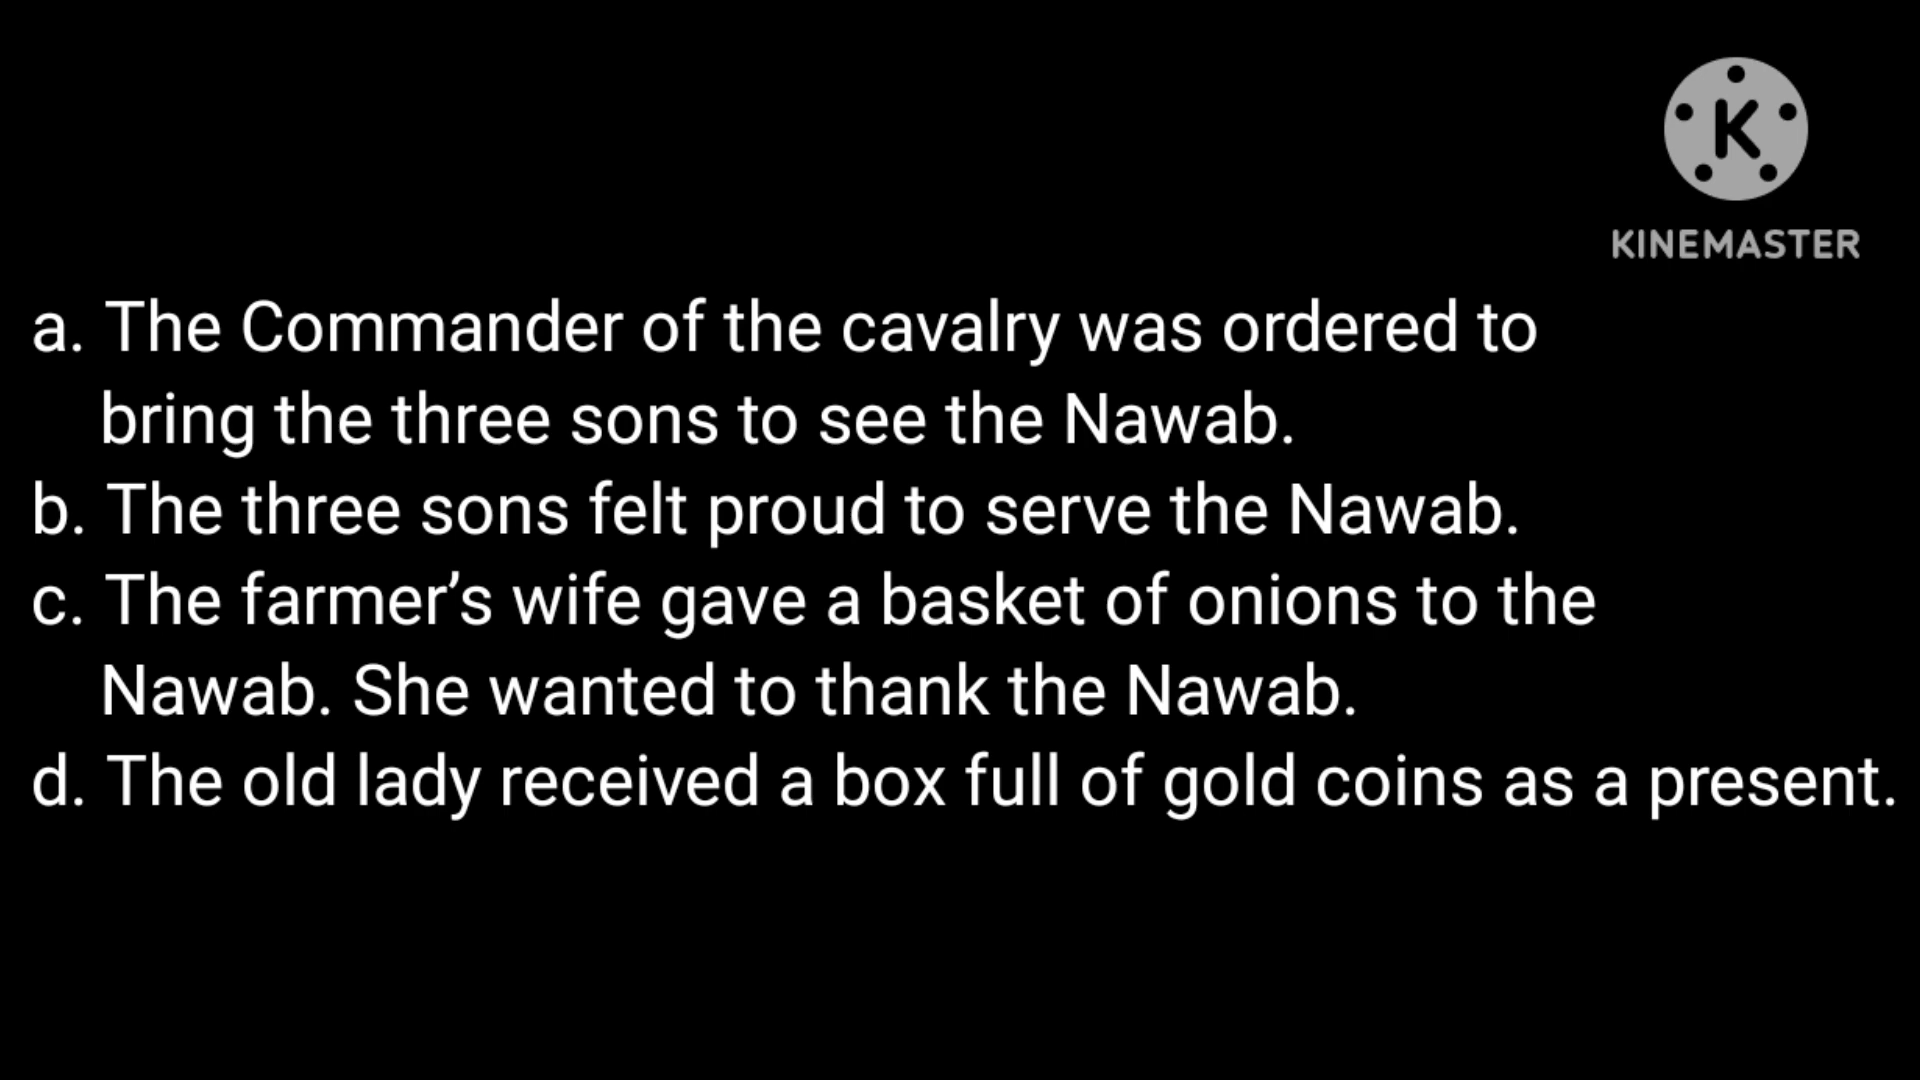 KINEMASTER
a. The Commander of the cavalry was ordered to
bring the three sons to see the Nawab.
b. The three sons felt proud to serve the Nawab.
c. The farmer’s wife gave a basket of onions to the
Nawab. She wanted to thank the Nawab.
d. The old lady received a box full of gold coins as a present.